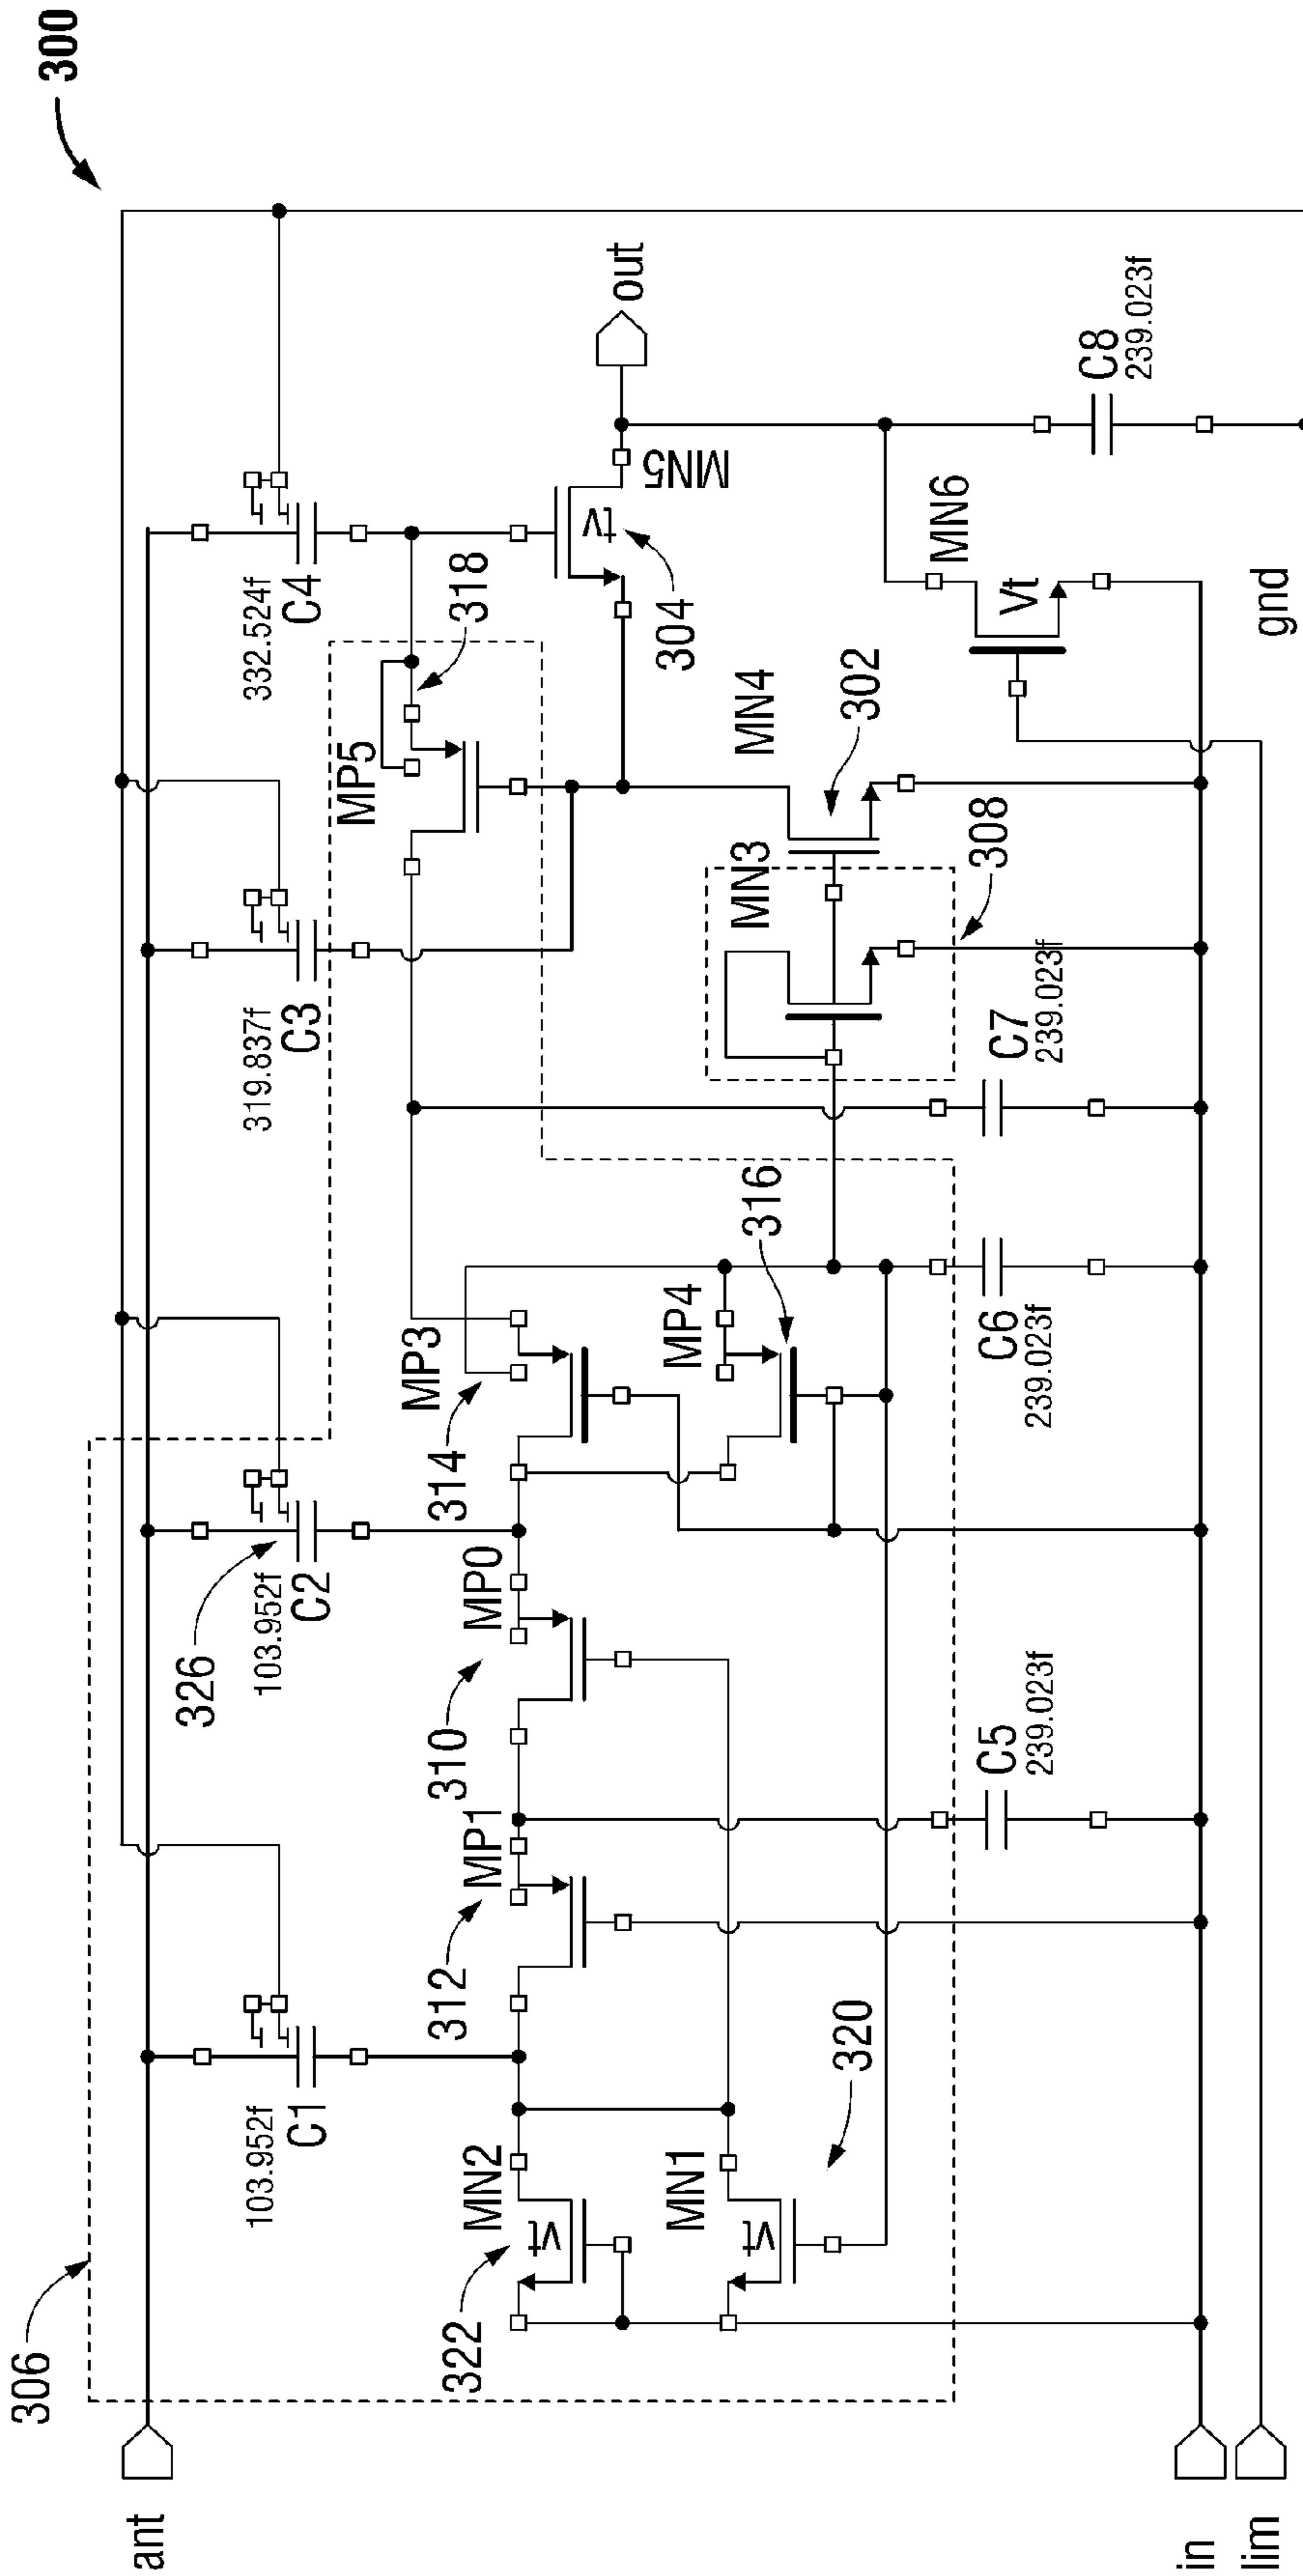 300
306
ant
in
lim
gnd
out
103.952f
C1
326
103.952f
C2
319.837f
C3
332.524f
C4
MP5
318
MN5
Vt
304
322
MN2
Vt
MN1
Vt
320
312
MP1
310
MP0
314
MP3
MP4
316
MN3
MN4
302
308
MN6
Vt
C5
239.023f
C6
239.023f
C7
239.023f
C8
239.023f